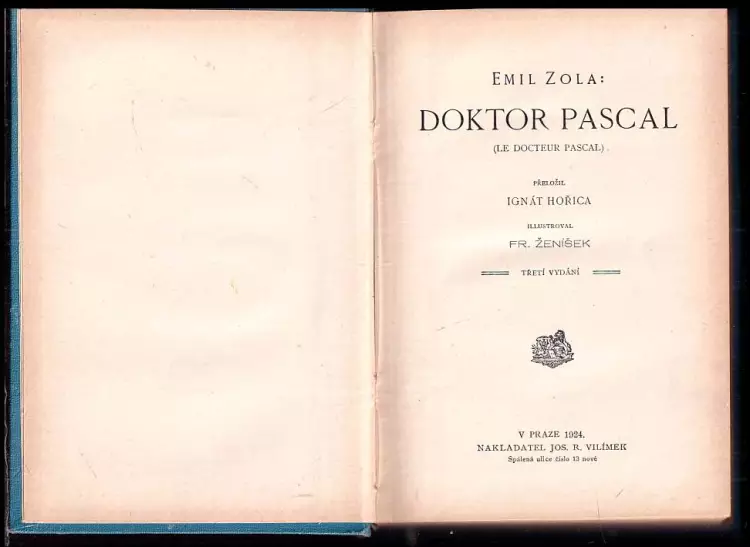 EMIL ZOLA:
DOKTOR PASCAL
(LE DOCTEUR PASCAL).
PŘELOŽIL
IGNÁT HOŘICA
ILLUSTROVAL
FR. ŽENÍŠEK
TŘETÍ VYDÁNÍ
V PRAZE 1924.
NAKLADATEL JOS. R. VILÍMEK
Spálená ulice číslo 13 nové